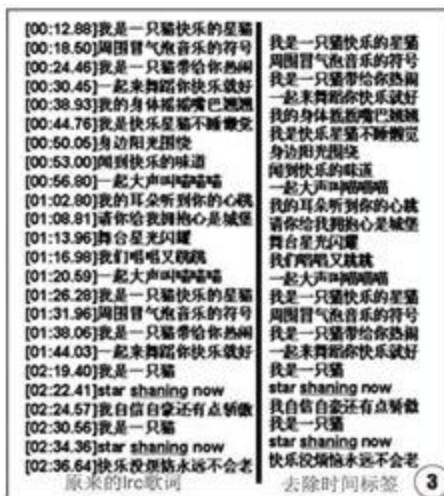 [00:12.88]我是一只猫快乐的星猫
[00:18.50]周围冒气泡音乐的符号
[00:24.46]我是一只猫带给你热闹
[00:30.45]一起来舞蹈你快乐就好
[00:38.93]我的身体摇摇嘴巴翘翘
[00:44.76]我是快乐星猫不睡懒觉
[00:50.05]身边阳光围绕
[00:53.00]闻到快乐的味道
[00:56.80]一起大声叫喵喵喵
[01:02.80]我的耳朵听到你的心跳
[01:08.81]请你给我拥抱心是城堡
[01:13.96]舞台星光闪耀
[01:16.98]我们唱唱又跳跳
[01:20.59]一起大声叫喵喵喵
[01:26.28]我是一只猫快乐的星猫
[01:31.96]周围冒气泡音乐的符号
[01:38.06]我是一只猫带给你热闹
[01:44.03]一起来舞蹈你快乐就好
[02:19.40]我是一只猫
[02:22.41]star shaning now
[02:24.57]我自信自豪还有点骄傲
[02:30.56]我是一只猫
[02:34.36]star shaning now
[02:36.64]快乐没烦恼永远不会老
原来的lrc歌词
我是一只猫快乐的星猫
周围冒气泡音乐的符号
我是一只猫带给你热闹
一起来舞蹈你快乐就好
我的身体摇摇嘴巴翘翘
我是快乐星猫不睡懒觉
身边阳光围绕
闻到快乐的味道
一起大声叫喵喵喵
我的耳朵听到你的心跳
请你给我拥抱心是城堡
舞台星光闪耀
我们唱唱又跳跳
一起大声叫喵喵喵
我是一只猫快乐的星猫
周围冒气泡音乐的符号
我是一只猫带给你热闹
一起来舞蹈你快乐就好
我是一只猫
star shaning now
我自信自豪还有点骄傲
我是一只猫
star shaning now
快乐没烦恼永远不会老
去除时间标签
3